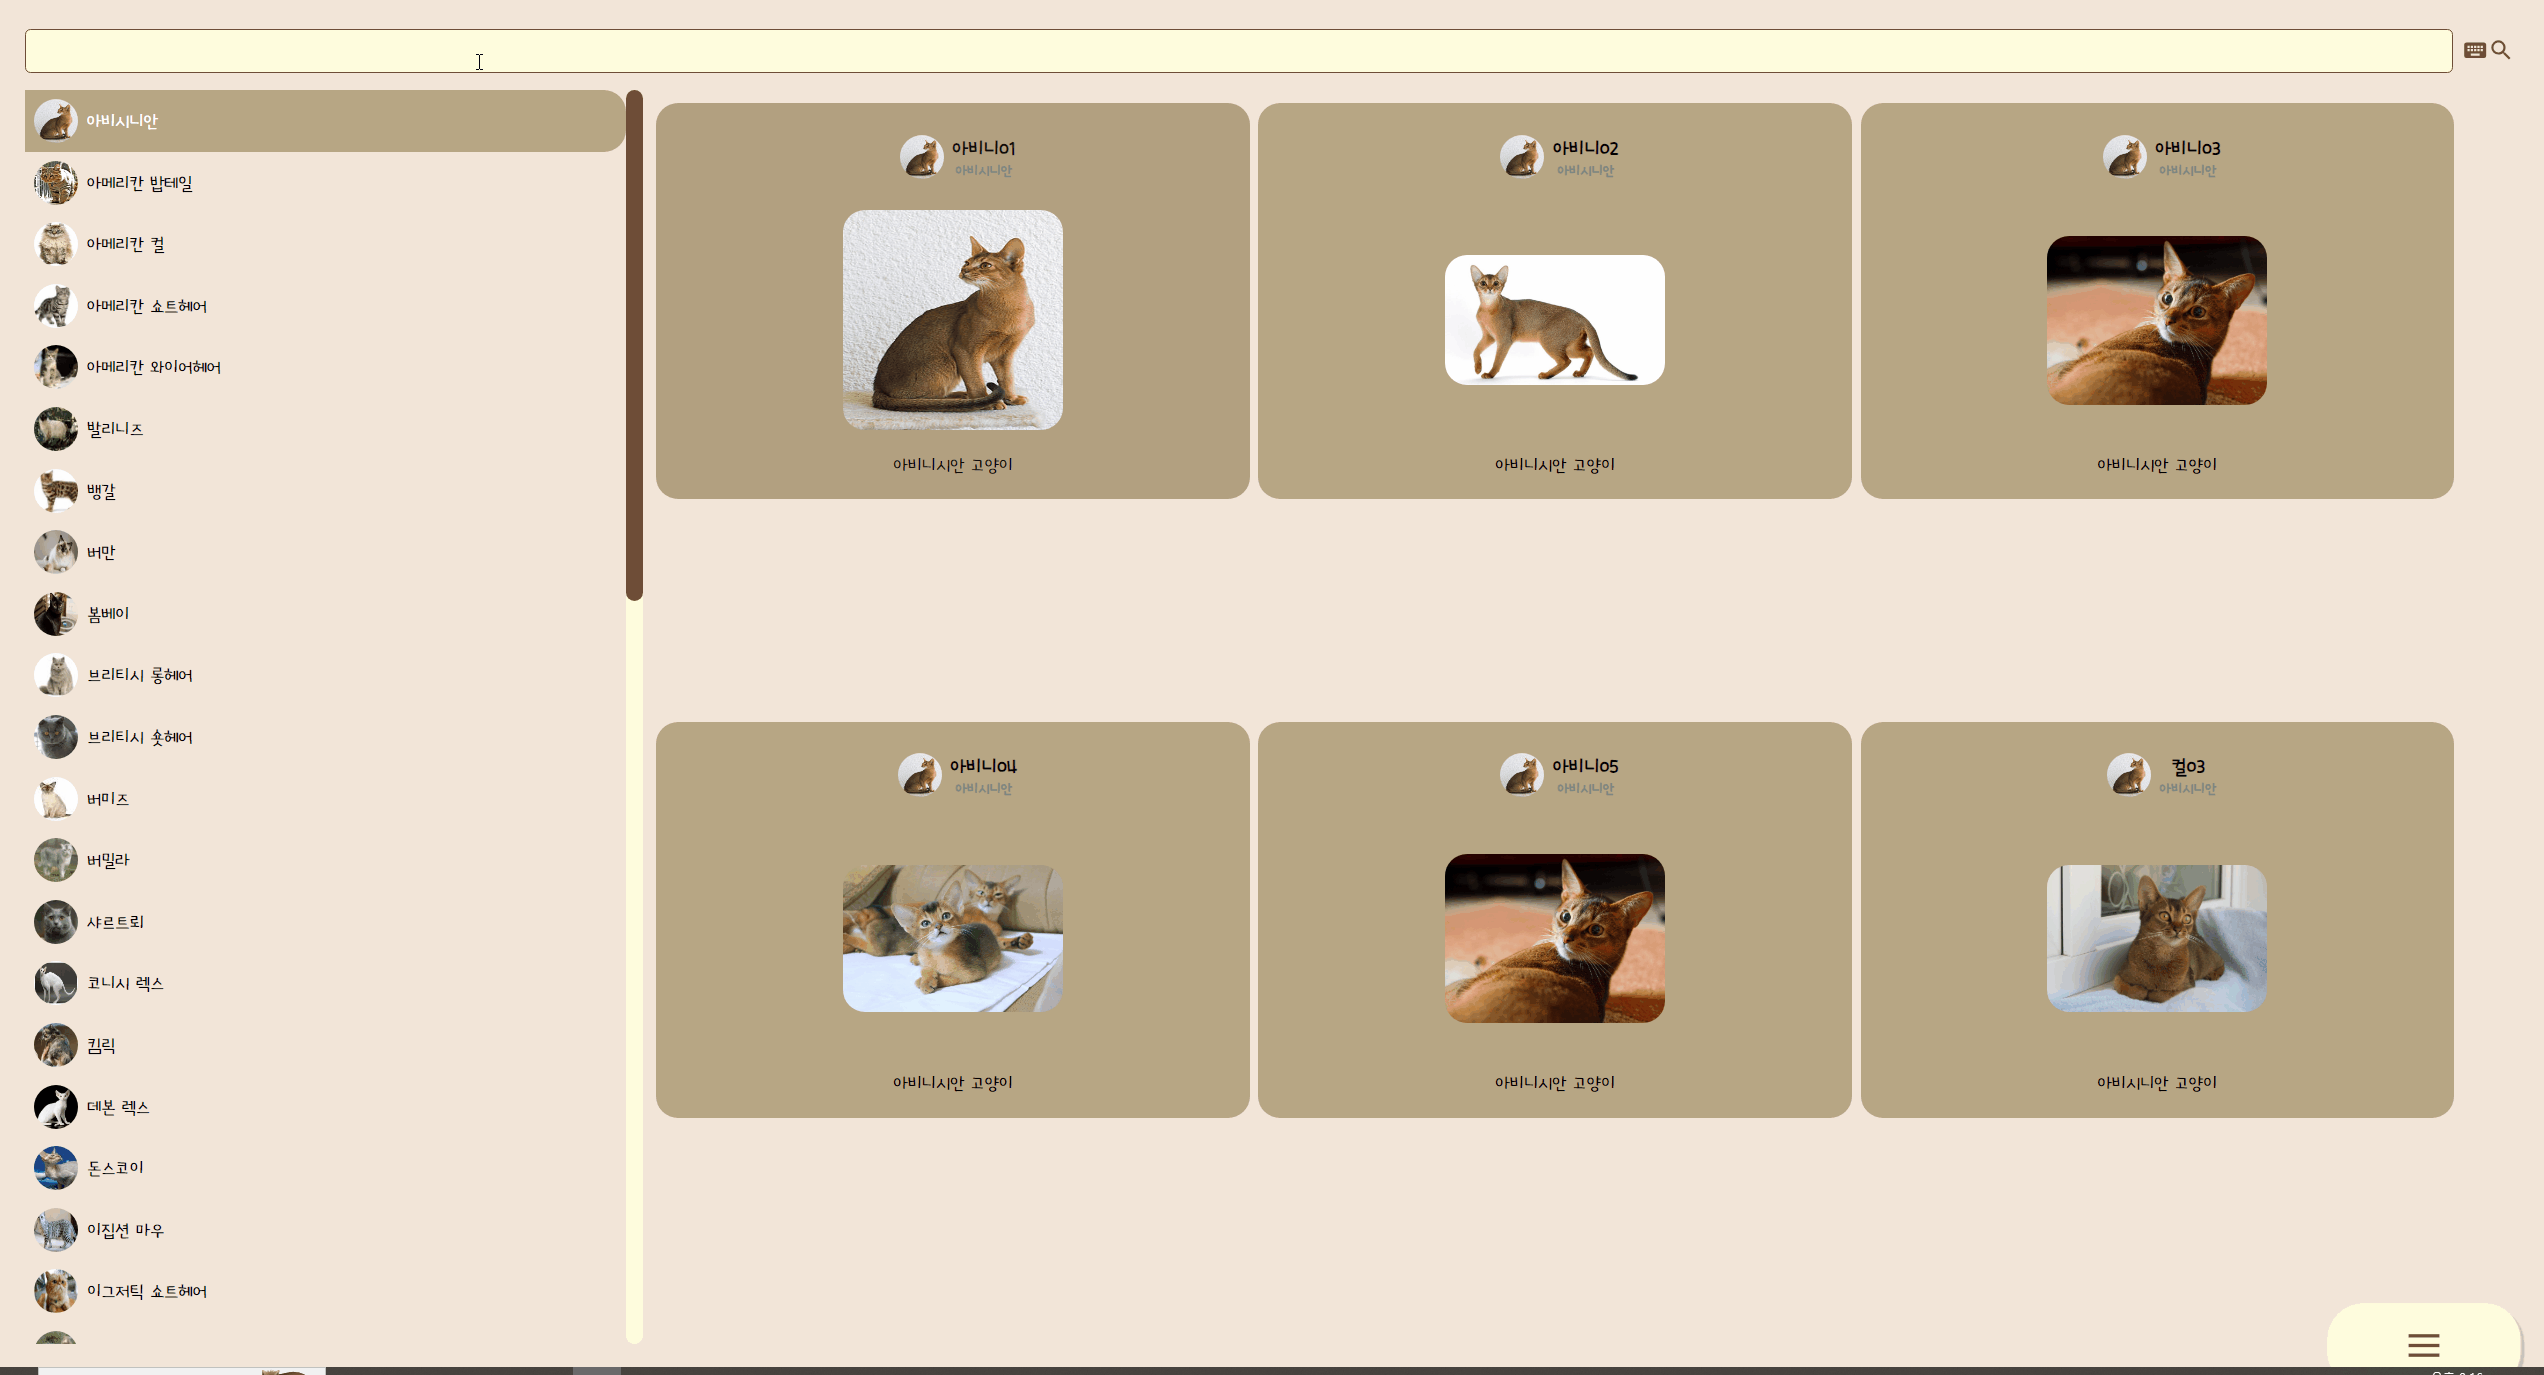 아비시니안
아메리칸 밥테일
아메리칸 컬
아메리칸 쇼트헤어
아메리칸 와이어헤어
발리니즈
뱅갈
버만
봄베이
브리티시 롱헤어
브리티시 숏헤어
버미즈
버밀라
샤르트뢰
코니시 렉스
킴릭
데본 렉스
돈스코이
이집션 마우
이그저틱 쇼트헤어
아비니01
아비시니안
아비니시안 고양이
아비니02
아비시니안
아비니시안 고양이
아비니03
아비시니안
아비니시안 고양이
아비니04
아비시니안
아비니시안 고양이
아비니05
아비시니안
아비니시안 고양이
컬03
아비시니안
아비시니안 고양이